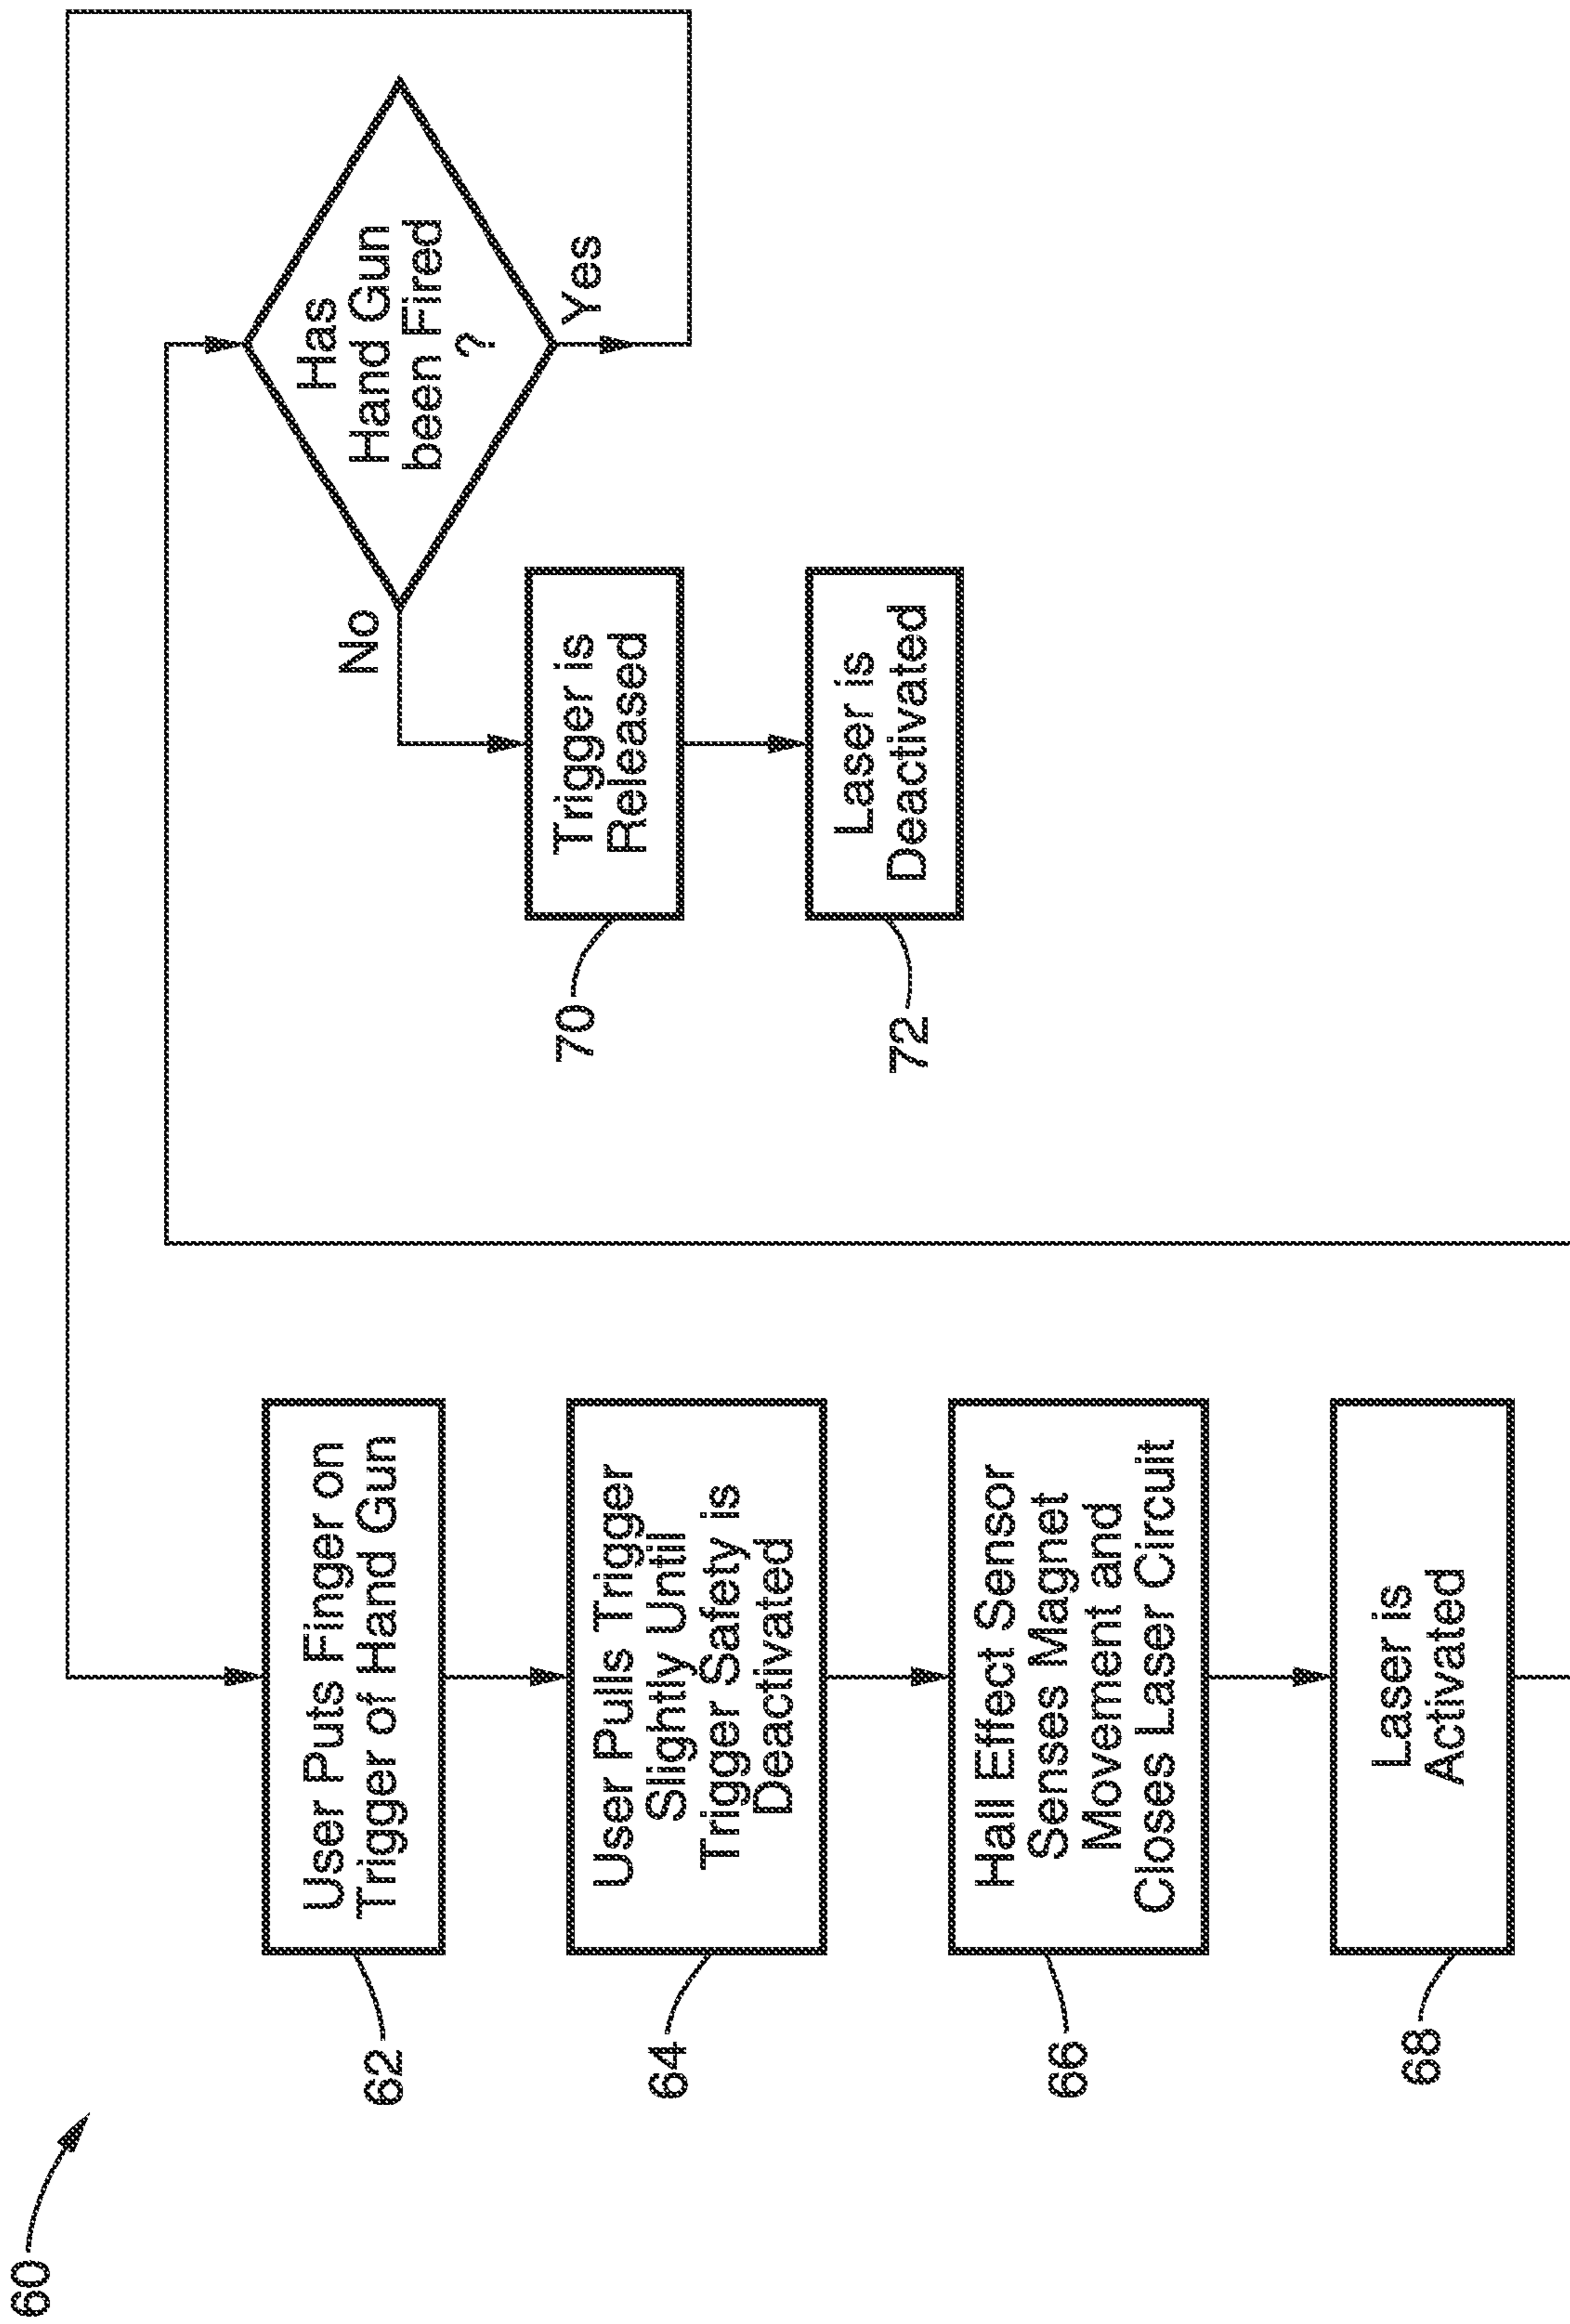 60
62
User Puts Finger on
Trigger of Hand Gun
64
User Pulls Trigger
Slightly Until
Trigger Safety is
Deactivated
66
Hall Effect Sensor
Senses Magnet
Movement and
Closes Laser Circuit
68
Laser is
Activated
Has
Hand Gun
been Fired
?
No
Yes
70
Trigger is
Released
72
Laser is
Deactivated